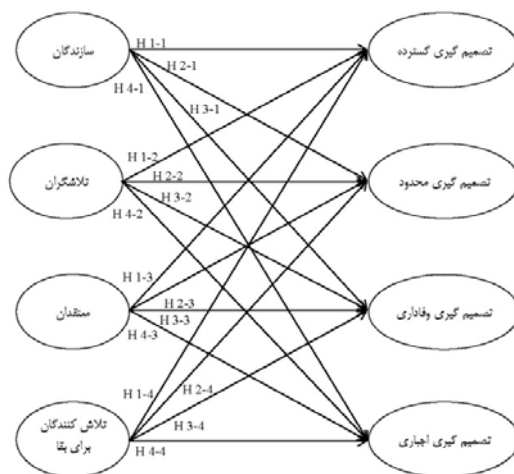 سازندگان
H 1-1
تصمیم گیری گسترده
H 2-1
H 4-1
H 3-1
تلاشگران
H 1-2
H 2-2
تصمیم گیری محدود
H 3-2
H 4-2
معتقدان
H 1-3
H 2-3
تصمیم گیری وفاداری
H 3-3
H 4-3
تلاش کنندگان
برای بقا
H 1-4
H 2-4
H 3-4
تصمیم گیری اجباری
H 4-4